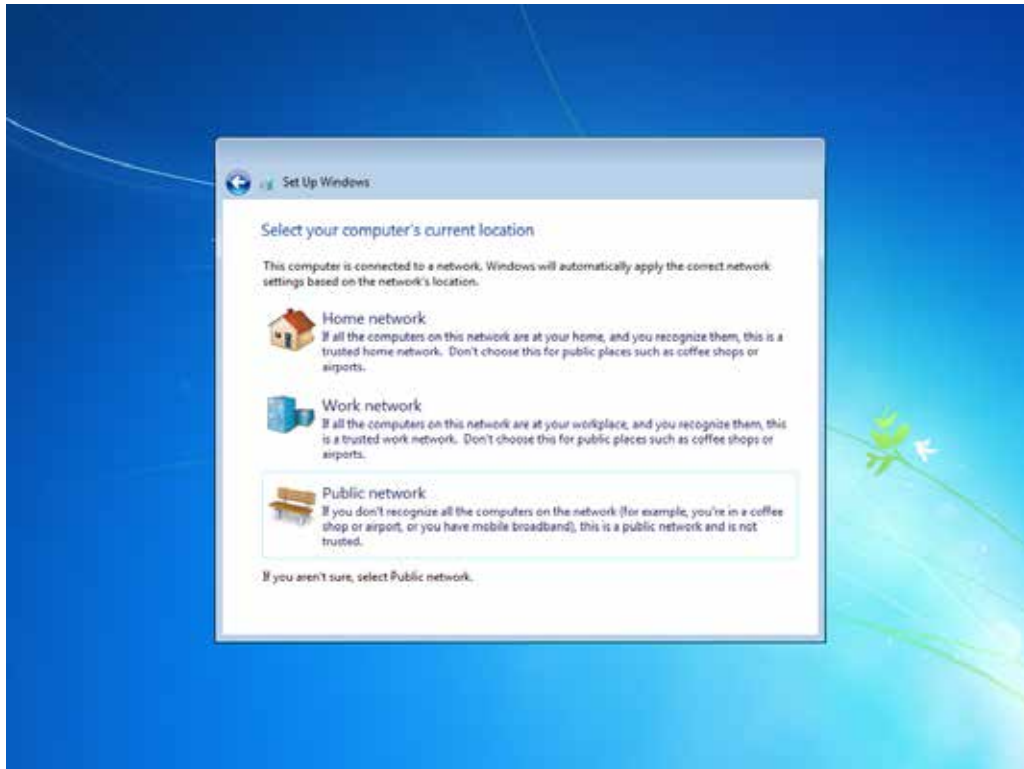 Set Up Windows
Select your computer's current location
This computer is connected to a network. Windows will automatically apply the correct network
settings based on the network's location.
Home network
If all the computers on this network are at your home, and you recognize them, this is a
trusted home network. Don't choose this for public places such as coffee shops or
airports.
Work network
If all the computers on this network are at your workplace, and you recognize them, this
is a trusted work network. Don't choose this for public places such as coffee shops or
airports.
Public network
If you don't recognize all the computers on the network (for example, you're in a coffee
shop or airport, or you have mobile broadband), this is a public network and is not
trusted.
If you aren't sure, select Public network.